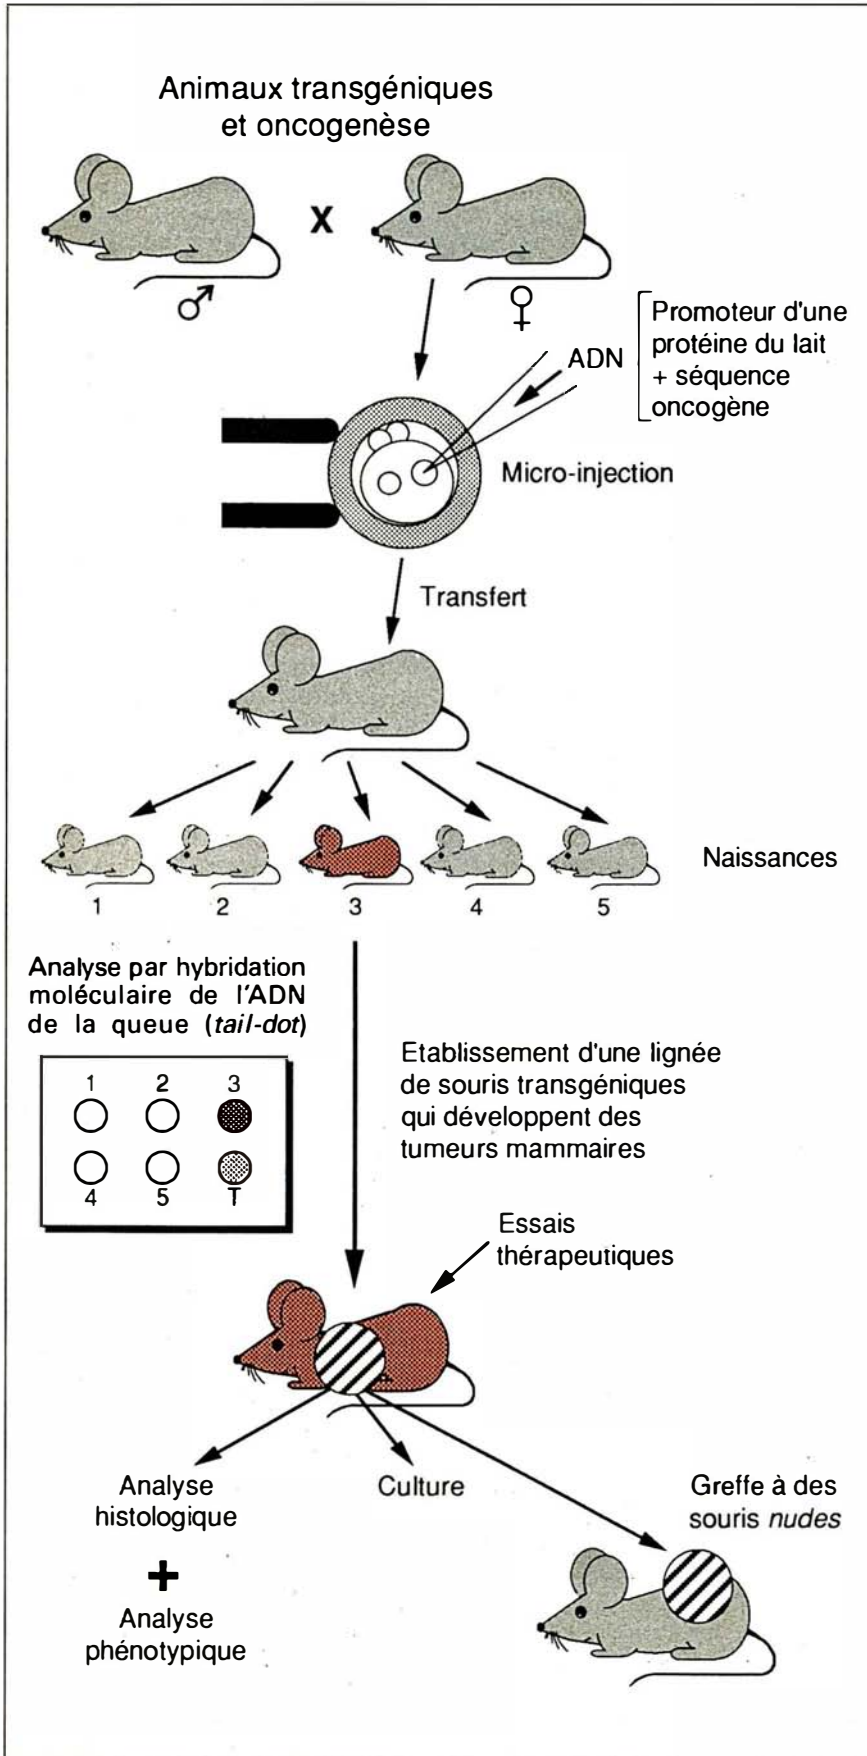 Animaux transgéniques
et oncogenèse
X
♂
♀
ADN
Promoteur d'une
protéine du lait
+ séquence
oncogène
Micro-injection
Transfert
Naissances
1 2 3 4 5
Analyse par hybridation
moléculaire de l'ADN
de la queue (tail-dot)
1 2 3
4 5 T
Etablissement d'une lignée
de souris transgéniques
qui développent des
tumeurs mammaires
Essais
thérapeutiques
Analyse
histologique
+
Analyse
phénotypique
Culture
Greffe à des
souris nudes